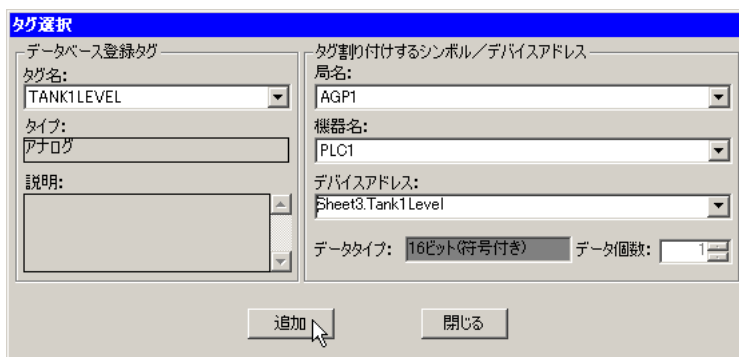 タグ選択
データベース登録タグ
タグ名:
TANK1LEVEL
タイプ:
アナログ
説明:
タグ割り付けするシンボル／デバイスアドレス
局名:
AGP1
機器名:
PLC1
デバイスアドレス:
Sheet3.Tank1Level
データタイプ: 16ビット(符号付き) データ個数: 1
追加 閉じる